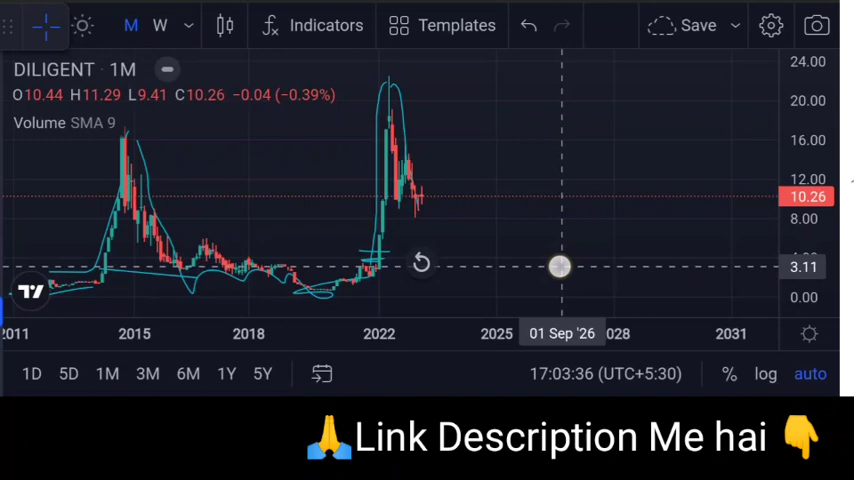 M W Indicators Templates Save
DILIGENT · 1M
O10.44 H11.29 L9.41 C10.26 −0.04 (−0.39%)
Volume SMA 9
24.00
20.00
16.00
12.00
10.26
8.00
3.11
0.00
2011 2015 2018 2022 2025 01 Sep '26 028 2031
1D 5D 1M 3M 6M 1Y 5Y 17:03:36 (UTC+5:30) % log auto
🙏Link Description Me hai 👇